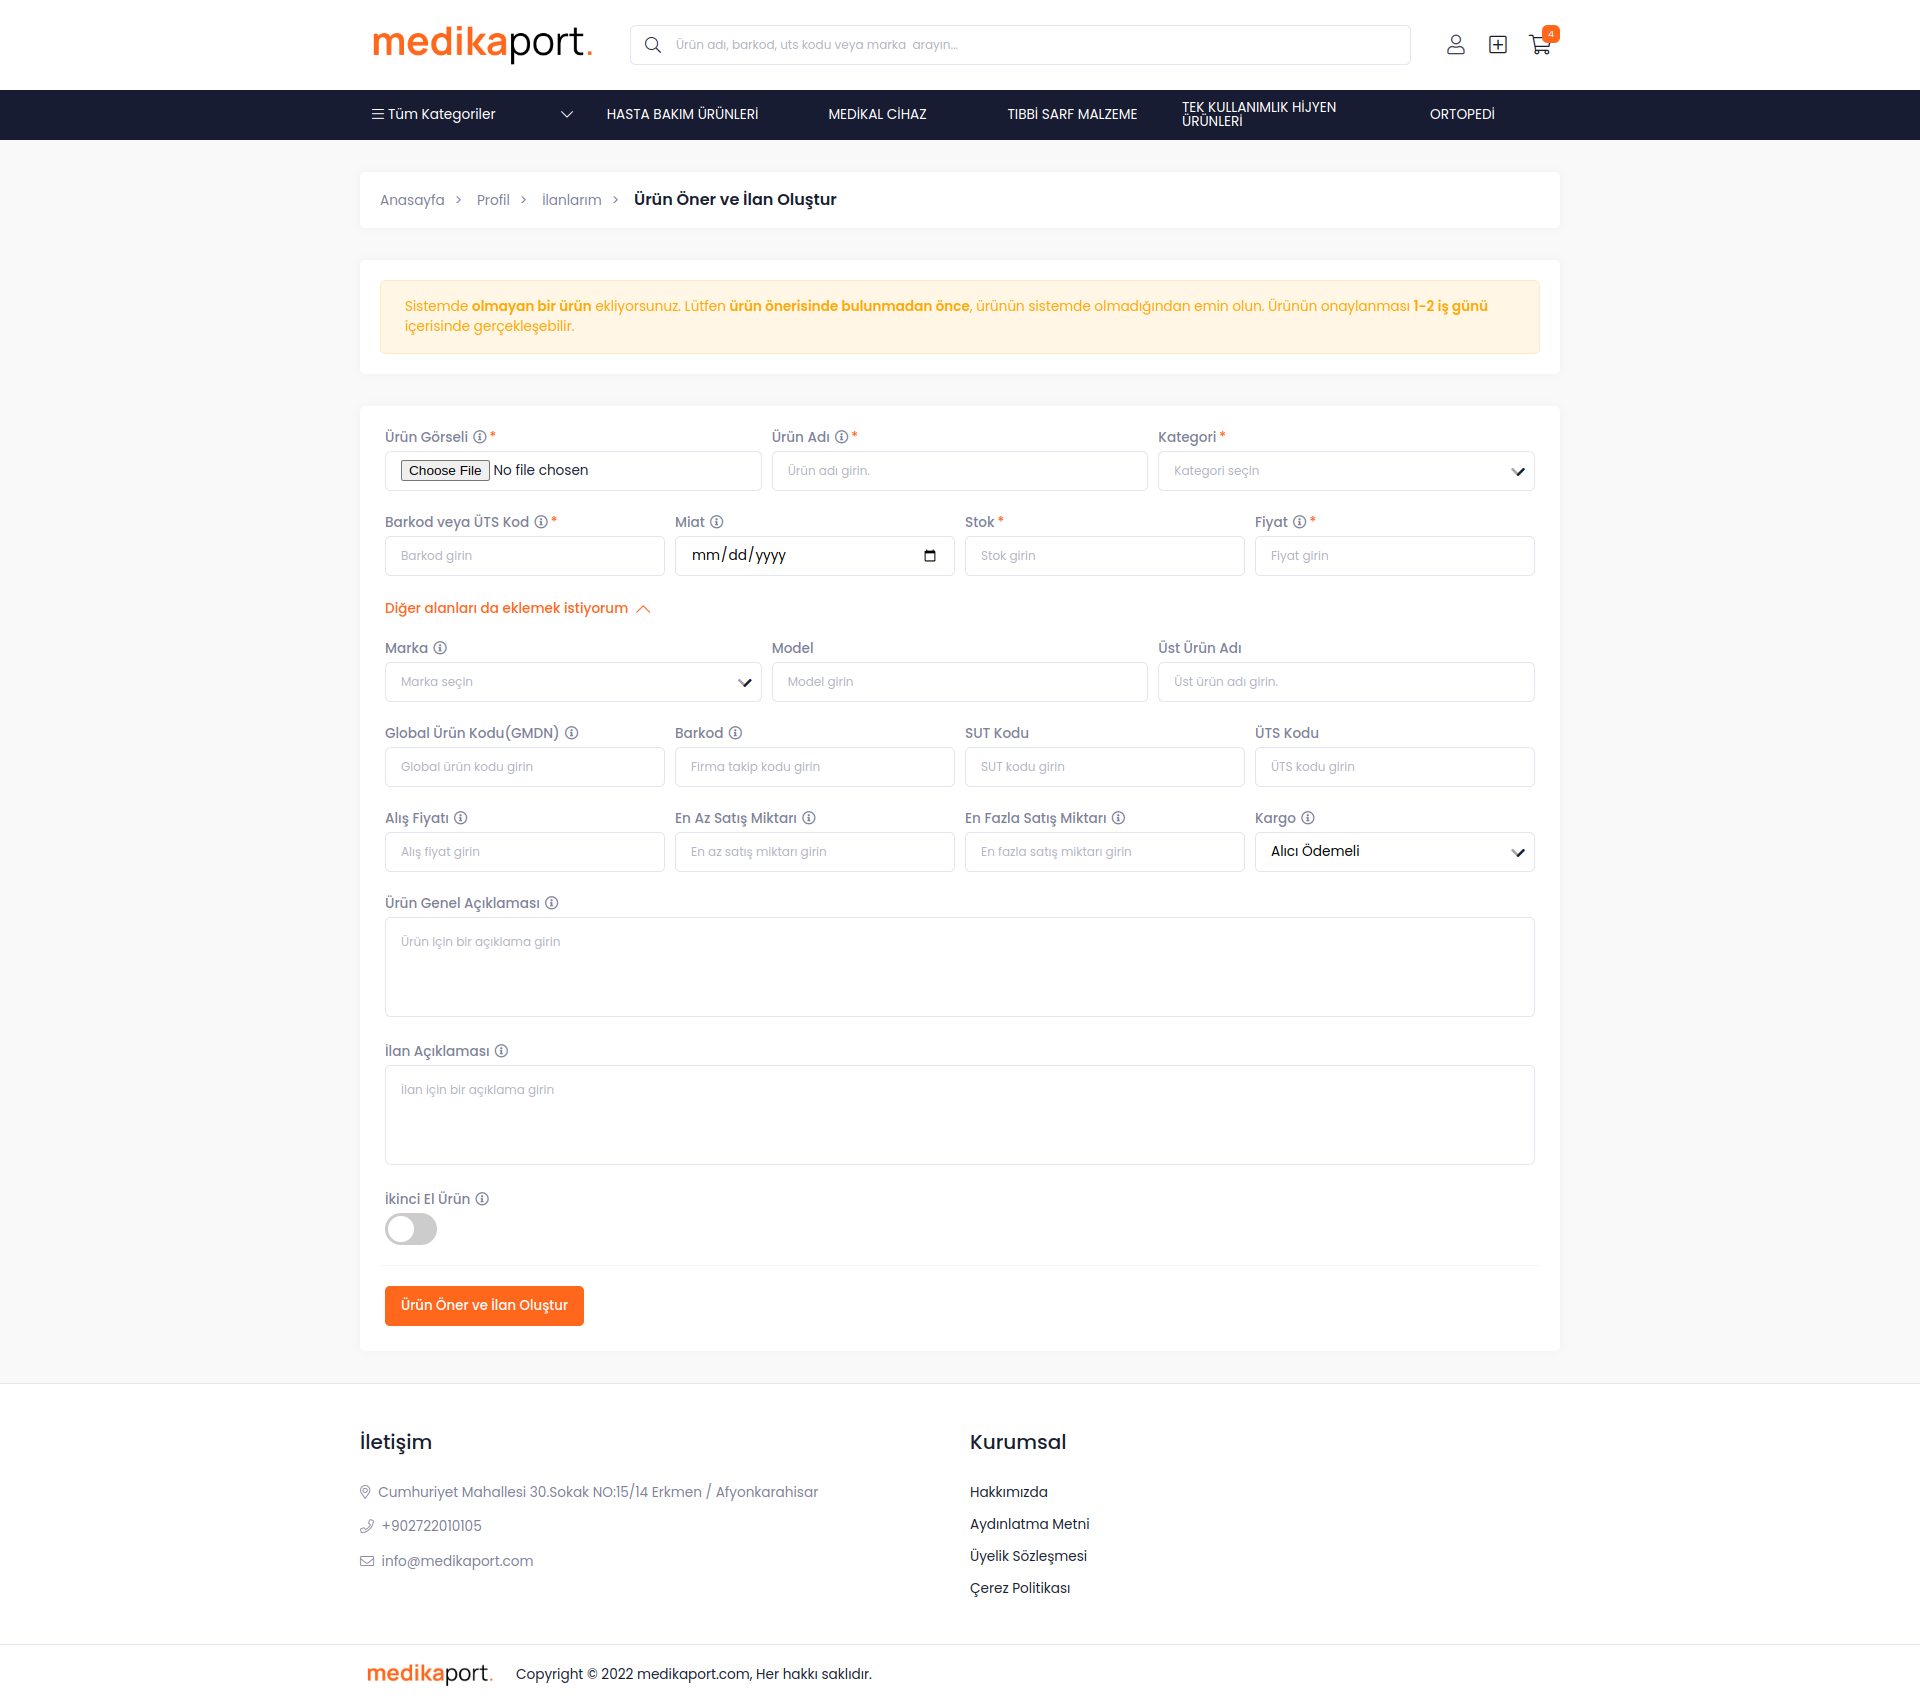 medikaport.
Ürün adı, barkod, uts kodu veya marka  arayın...
4
Tüm Kategoriler
HASTA BAKIM ÜRÜNLERİ
MEDİKAL CİHAZ
TIBBİ SARF MALZEME
TEK KULLANIMLIK HİJYEN
ÜRÜNLERİ
ORTOPEDİ
Anasayfa > Profil > İlanlarım > Ürün Öner ve İlan Oluştur
Sistemde olmayan bir ürün ekliyorsunuz. Lütfen ürün önerisinde bulunmadan önce, ürünün sistemde olmadığından emin olun. Ürünün onaylanması 1-2 iş günü
içerisinde gerçekleşebilir.
Ürün Görseli *
Ürün Adı *
Kategori *
Choose File No file chosen
Ürün adı girin.
Kategori seçin
Barkod veya ÜTS Kod *
Miat
Stok *
Fiyat *
Barkod girin
mm/dd/yyyy
Stok girin
Fiyat girin
Diğer alanları da eklemek istiyorum
Marka
Model
Üst Ürün Adı
Marka seçin
Model girin
Üst ürün adı girin.
Global Ürün Kodu(GMDN)
Barkod
SUT Kodu
ÜTS Kodu
Global ürün kodu girin
Firma takip kodu girin
SUT kodu girin
ÜTS kodu girin
Alış Fiyatı
En Az Satış Miktarı
En Fazla Satış Miktarı
Kargo
Alış fiyat girin
En az satış miktarı girin
En fazla satış miktarı girin
Alıcı Ödemeli
Ürün Genel Açıklaması
Ürün için bir açıklama girin
İlan Açıklaması
İlan için bir açıklama girin
İkinci El Ürün
Ürün Öner ve İlan Oluştur
İletişim
Cumhuriyet Mahallesi 30.Sokak NO:15/14 Erkmen / Afyonkarahisar
+902722010105
info@medikaport.com
Kurumsal
Hakkımızda
Aydınlatma Metni
Üyelik Sözleşmesi
Çerez Politikası
medikaport.
Copyright © 2022 medikaport.com, Her hakkı saklıdır.